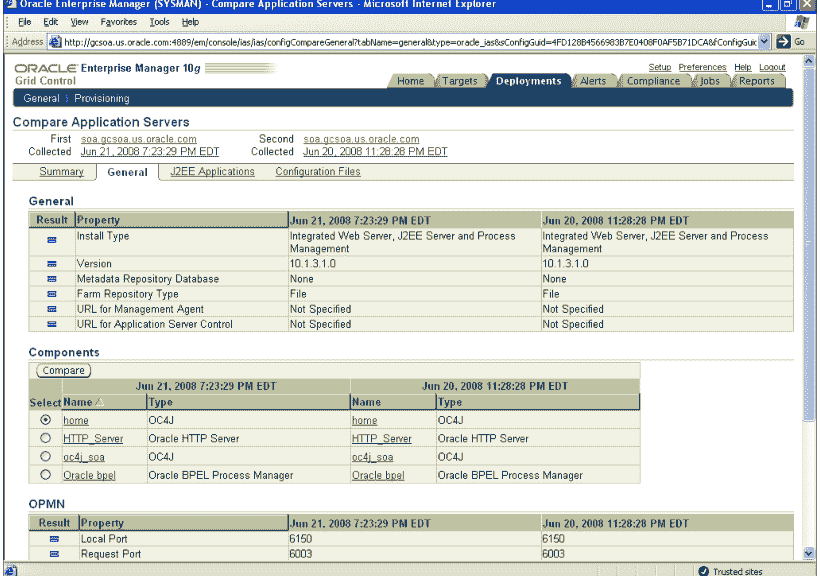 Oracle Enterprise Manager (SYSMAN) - Compare Application Servers - Microsoft Internet Explorer
File Edit View Favorites Tools Help
Address http://gcsoa.us.oracle.com:4889/em/console/ias/ias/configCompareGeneral?tabName=general&type=oracle_ias&sConfigGuid=4FD128B4566983B7E0408F0AF5B71DCA&fConfigGuic Go
ORACLE Enterprise Manager 10g
Grid Control
Setup Preferences Help Logout
Home Targets Deployments Alerts Compliance Jobs Reports
General Provisioning
Compare Application Servers
First soa.gcsoa.us.oracle.com Second soa.gcsoa.us.oracle.com
Collected Jun 21, 2008 7:23:29 PM EDT Collected Jun 20, 2008 11:28:28 PM EDT
Summary General J2EE Applications Configuration Files
General
Result Property Jun 21, 2008 7:23:29 PM EDT Jun 20, 2008 11:28:28 PM EDT
Install Type Integrated Web Server, J2EE Server and Process Integrated Web Server, J2EE Server and Process
Management Management
Version 10.1.3.1.0 10.1.3.1.0
Metadata Repository Database None None
Farm Repository Type File File
URL for Management Agent Not Specified Not Specified
URL for Application Server Control Not Specified Not Specified
Components
Compare
Jun 21, 2008 7:23:29 PM EDT Jun 20, 2008 11:28:28 PM EDT
Select Name Type Name Type
home OC4J home OC4J
HTTP_Server Oracle HTTP Server HTTP_Server Oracle HTTP Server
oc4j_soa OC4J oc4j_soa OC4J
Oracle bpel Oracle BPEL Process Manager Oracle bpel Oracle BPEL Process Manager
OPMN
Result Property Jun 21, 2008 7:23:29 PM EDT Jun 20, 2008 11:28:28 PM EDT
Local Port 6150 6150
Request Port 6003 6003
Trusted sites